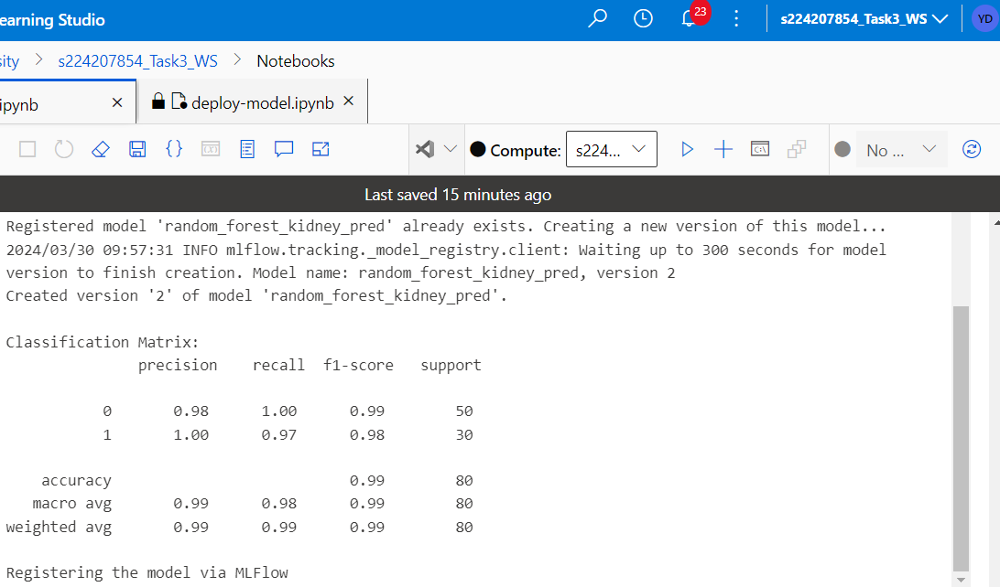 earning Studio
23
s224207854_Task3_WS
YD
sity > s224207854_Task3_WS > Notebooks
ipynb ×
deploy-model.ipynb ×
Compute: s224... No ...
Last saved 15 minutes ago
Registered model 'random_forest_kidney_pred' already exists. Creating a new version of this model...
2024/03/30 09:57:31 INFO mlflow.tracking._model_registry.client: Waiting up to 300 seconds for model
version to finish creation. Model name: random_forest_kidney_pred, version 2
Created version '2' of model 'random_forest_kidney_pred'.
Classification Matrix:
precision recall f1-score support
0 0.98 1.00 0.99 50
1 1.00 0.97 0.98 30
accuracy 0.99 80
macro avg 0.99 0.98 0.99 80
weighted avg 0.99 0.99 0.99 80
Registering the model via MLFlow